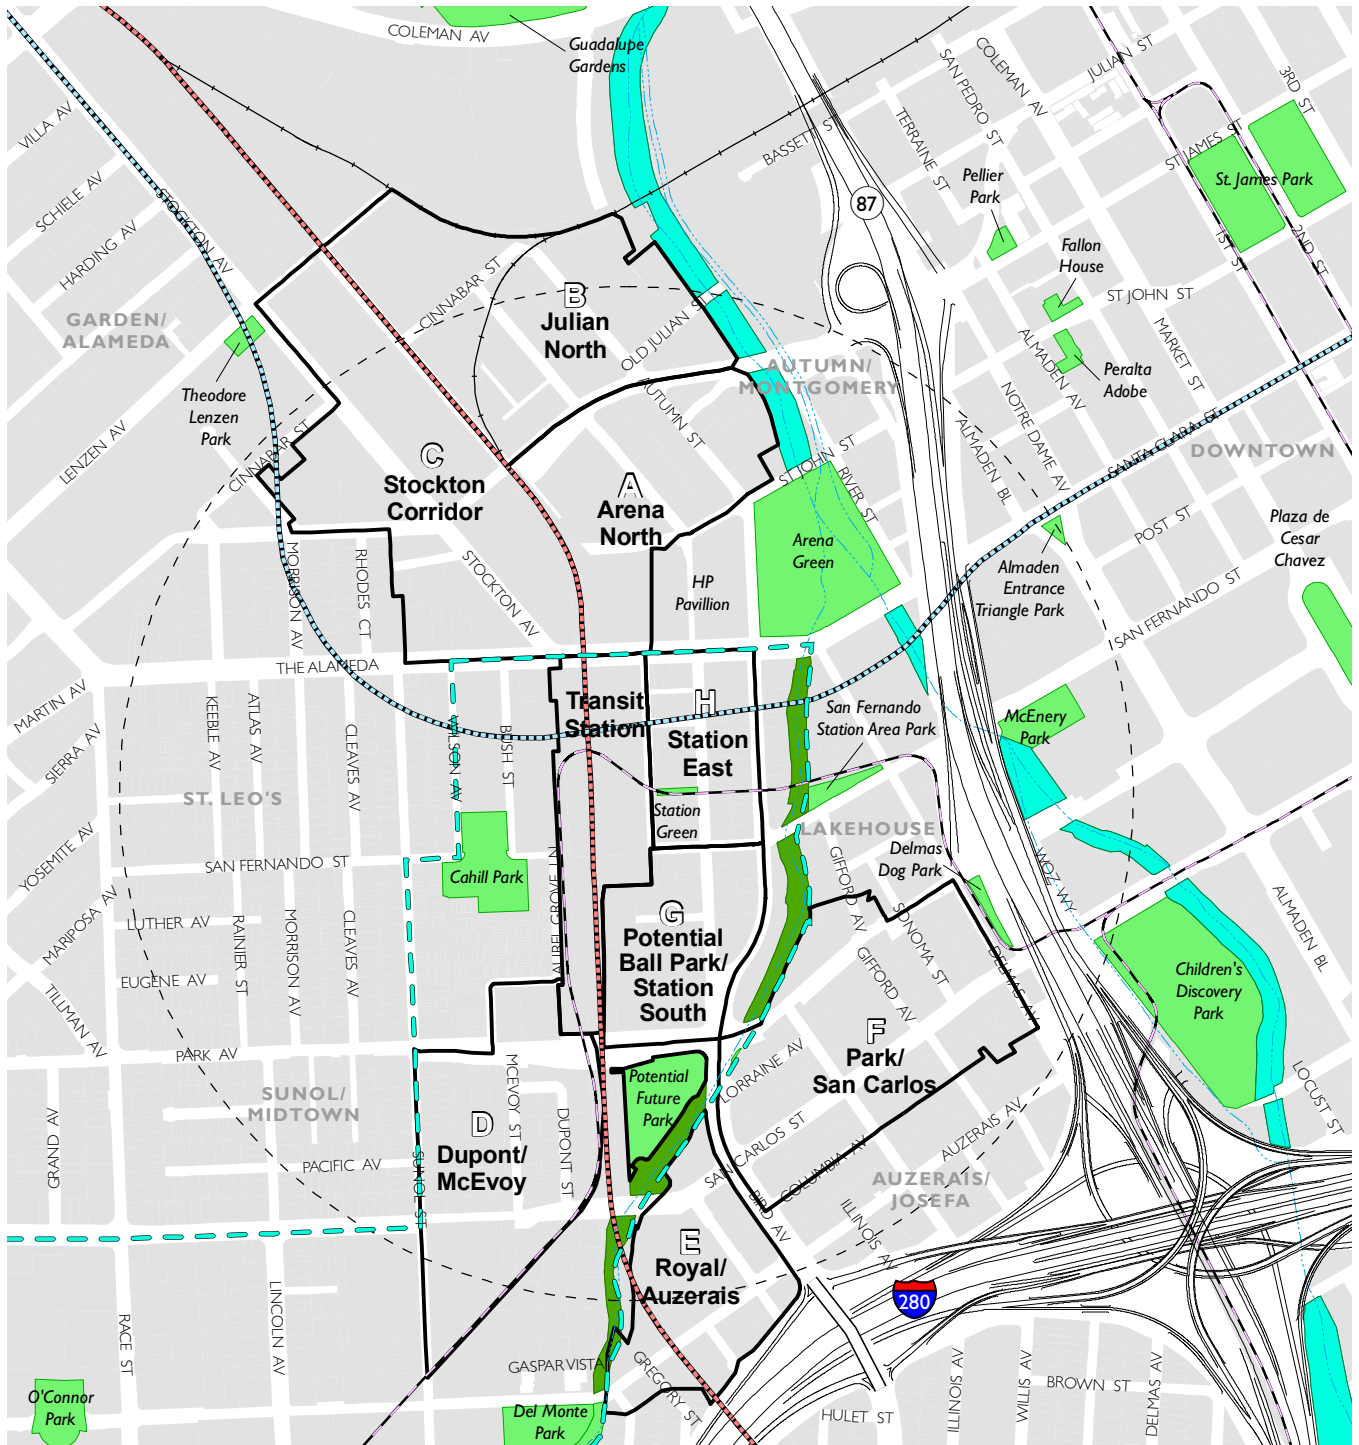 COLEMAN AV
Guadalupe
Gardens
COLEMAN AV
JULIAN ST
SAN PEDRO ST
3RD ST
VILLA AV
TERRAINE ST
BASSETT ST
ST JAMES ST
SCHIELE AV
STOCKTON AV
87
Pellier
Park
St. James Park
HARDING AV
1ST ST
2ND ST
Fallon
House
CINNABAR ST
B
Julian
North
ST JOHN ST
GARDEN/
ALAMEDA
OLD JULIAN ST
MARKET ST
ALMADEN AV
AUTUMN/
MONTGOMERY
Peralta
Adobe
Theodore
Lenzen
Park
AUTUMN ST
NOTRE DAME AV
ALMADEN BL
SANTA CLARA ST
DOWNTOWN
LENZEN AV
CINNABAR ST
C
Stockton
Corridor
A
Arena
North
ST JOHN ST
RIVER ST
POST ST
Plaza de
Cesar
Chavez
Arena
Green
Almaden
Entrance
Triangle Park
SAN FERNANDO ST
MORRISON AV
RHODES CT
STOCKTON AV
HP
Pavillion
THE ALAMEDA
MARTIN AV
KEEBLE AV
ATLAS AV
CLEAVES AV
WILSON AV
BUSH ST
Transit
Station
H
Station
East
San Fernando
Station Area Park
McEnery
Park
SIERRA AV
ST. LEO'S
Station
Green
LAKEHOUSE
Delmas
Dog Park
YOSEMITE AV
SAN FERNANDO ST
Cahill Park
LAUREL GROVE LN
GIFFORD AV
WOZ WY
MARIPOSA AV
LUTHER AV
RAINIER ST
MORRISON AV
CLEAVES AV
G
Potential
Ball Park/
Station
South
SONOMA ST
GIFFORD AV
DELMAS AV
ALMADEN BL
EUGENE AV
Children's
Discovery
Park
TILLMAN AV
F
Park/
San Carlos
PARK AV
MCEVOY ST
Potential
Future
Park
LORRAINE AV
LOCUST ST
SUNOL/
MIDTOWN
GRAND AV
D
Dupont/
McEvoy
DUPONT ST
SAN CARLOS ST
AUZERAIS AV
PACIFIC AV
SUNOL ST
COLUMBIA AV
AUZERAIS/
JOSEFA
BIRD AV
ILLINOIS AV
E
Royal/
Auzerais
280
RACE ST
LINCOLN AV
GASPAR VISTA
GREGORY ST
O'Connor
Park
Del Monte
Park
HULET ST
ILLINOIS AV
WILLIS AV
BROWN ST
DELMAS AV